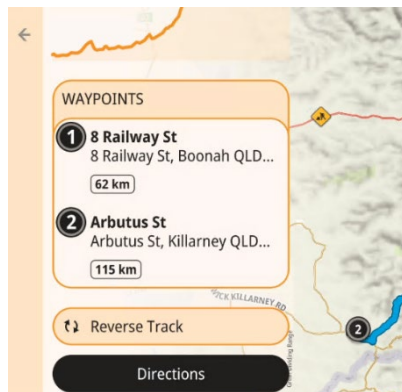 WAYPOINTS
1
8 Railway St
8 Railway St, Boonah QLD...
62 km
2
Arbutus St
Arbutus St, Killarney QLD...
115 km
KILLARNEY RD
2
Reverse Track
Directions